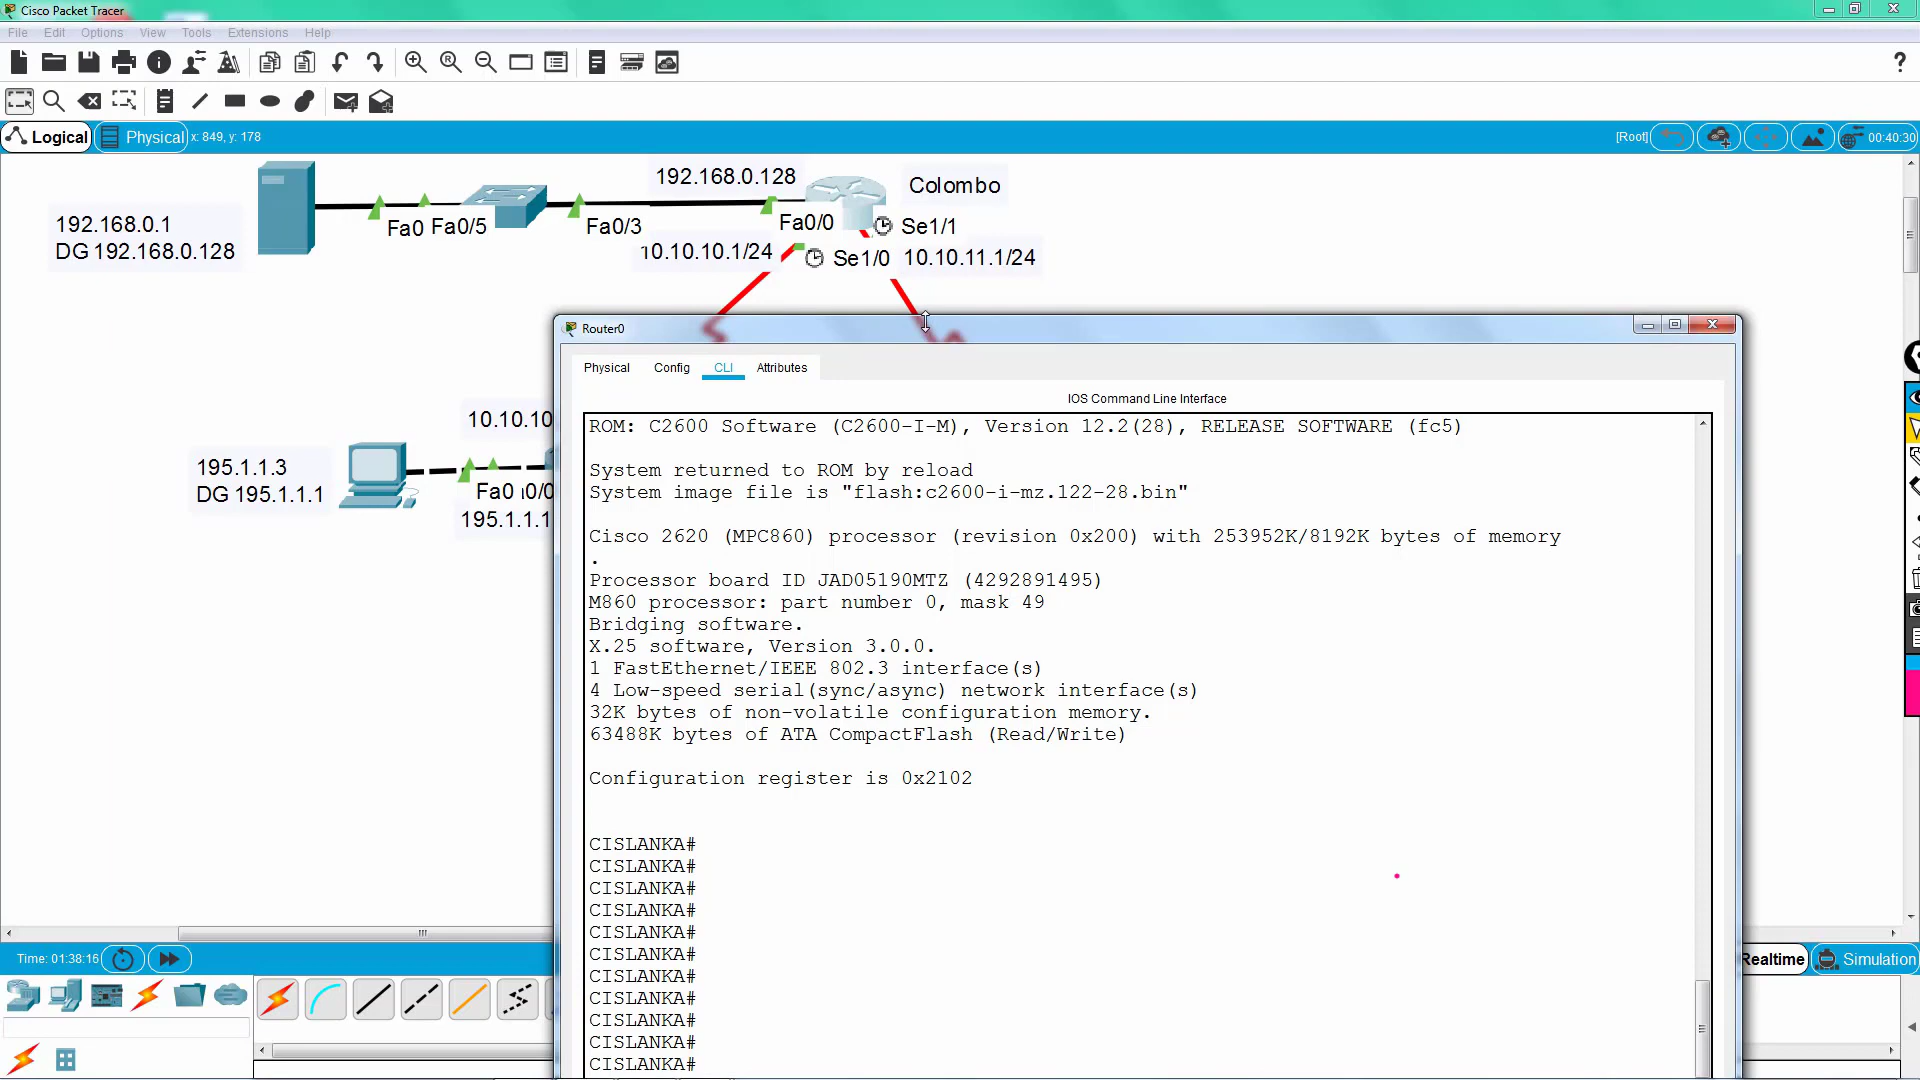 Cisco Packet Tracer
File Edit Options View Tools Extensions Help
Logical Physical x: 849, y: 178 [Root] 00:40:30
192.168.0.128
Colombo
192.168.0.1
DG 192.168.0.128
Fa0 Fa0/5
Fa0/3
Fa0/0
Se1/1
10.10.10.1/24
Se1/0 10.10.11.1/24
Router0
Physical Config CLI Attributes
IOS Command Line Interface
10.10.10
195.1.1.3
DG 195.1.1.1
Fa0
195.1.1.1
ROM: C2600 Software (C2600-I-M), Version 12.2(28), RELEASE SOFTWARE (fc5)
System returned to ROM by reload
System image file is "flash:c2600-i-mz.122-28.bin"
Cisco 2620 (MPC860) processor (revision 0x200) with 253952K/8192K bytes of memory
.
Processor board ID JAD05190MTZ (4292891495)
M860 processor: part number 0, mask 49
Bridging software.
X.25 software, Version 3.0.0.
1 FastEthernet/IEEE 802.3 interface(s)
4 Low-speed serial(sync/async) network interface(s)
32K bytes of non-volatile configuration memory.
63488K bytes of ATA CompactFlash (Read/Write)
Configuration register is 0x2102
CISLANKA#
CISLANKA#
CISLANKA#
CISLANKA#
CISLANKA#
CISLANKA#
CISLANKA#
CISLANKA#
CISLANKA#
CISLANKA#
CISLANKA#
Time: 01:38:16
Realtime Simulation